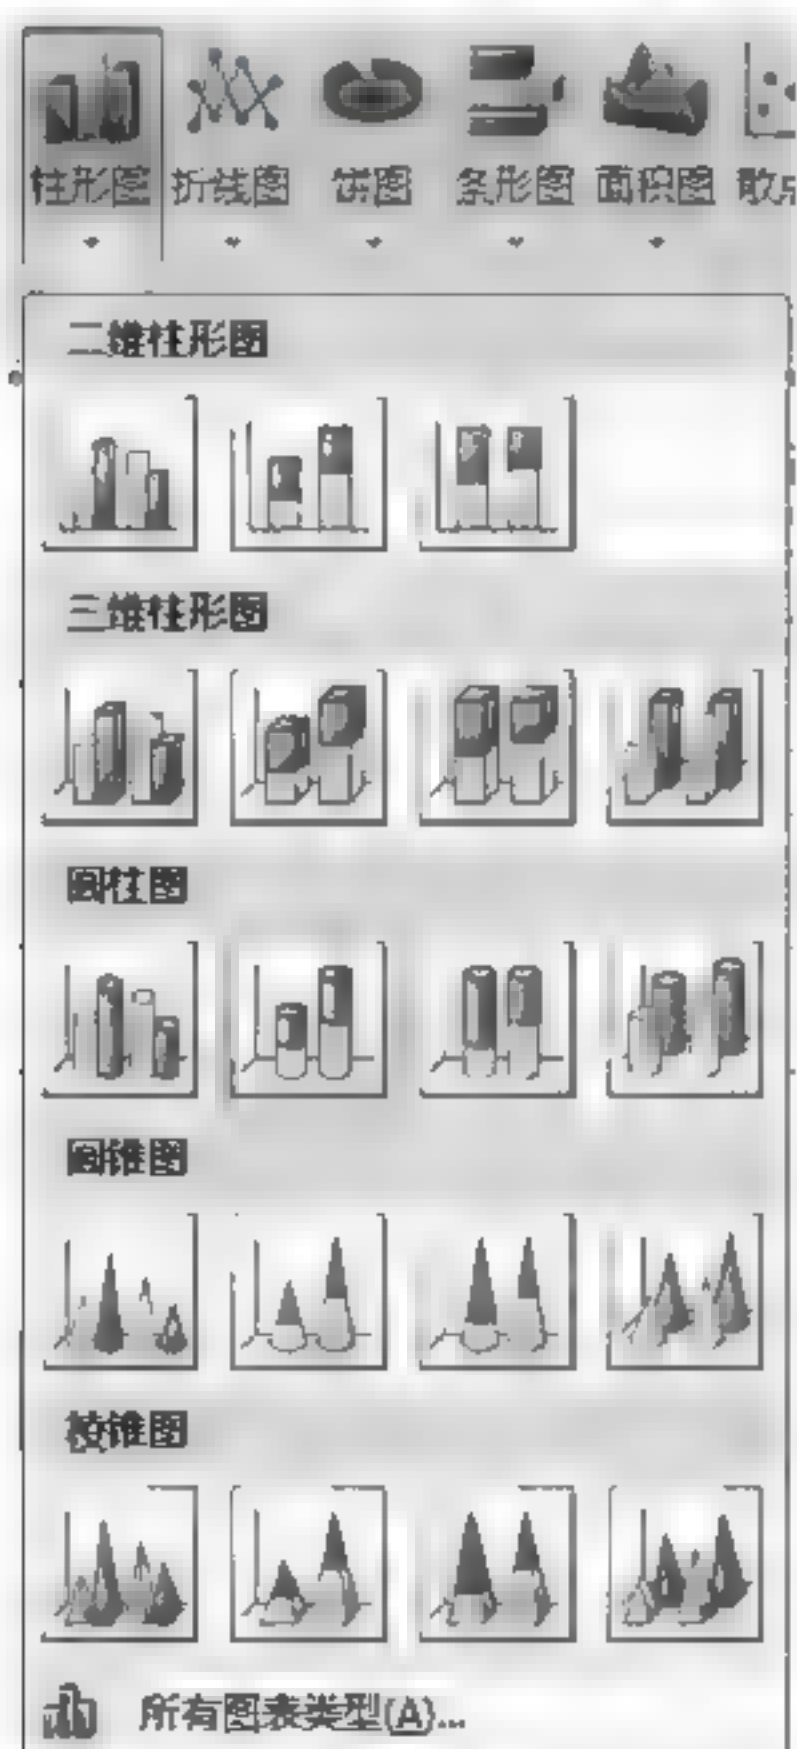 柱形图 折线图 饼图 条形图 面积图 散点
二维柱形图
三维柱形图
圆柱图
圆锥图
棱锥图
所有图表类型(A)...